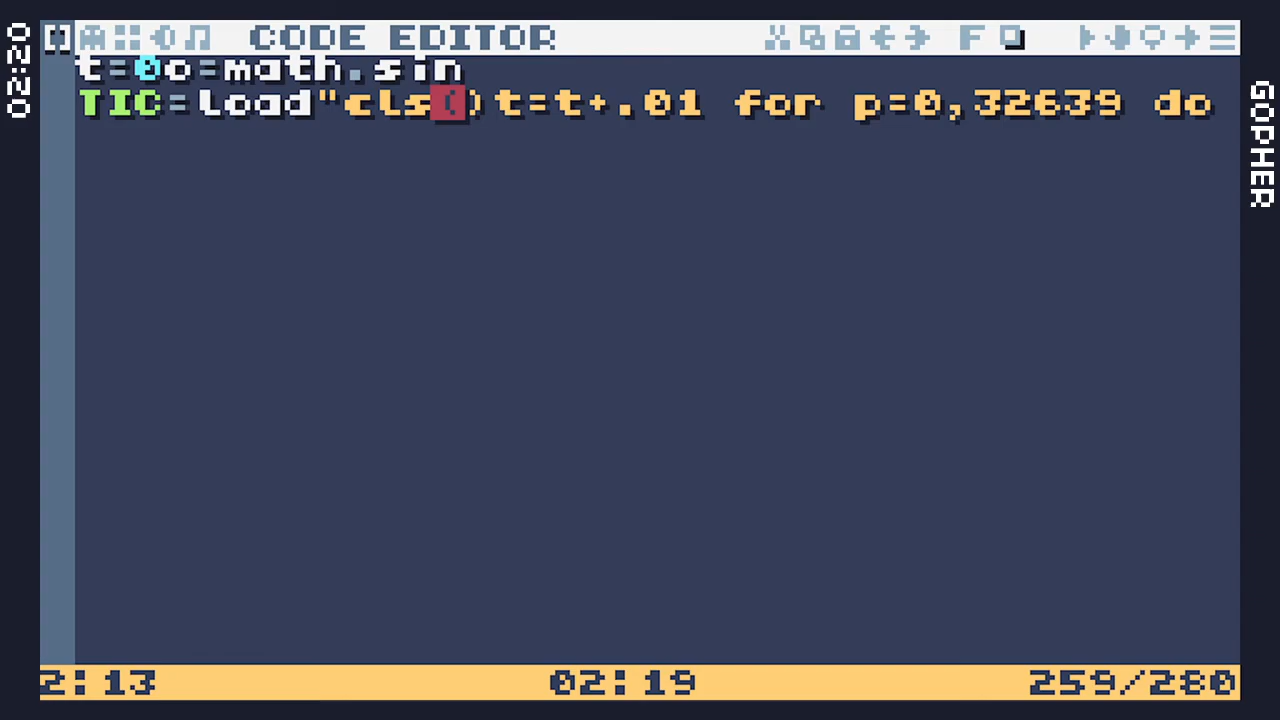 02:20
CODE EDITOR
F
t=0o=math.sin
TIC=load"cls()t=t+.01 for p=0,32639 do
GOPHER
2:13 02:19 259/280